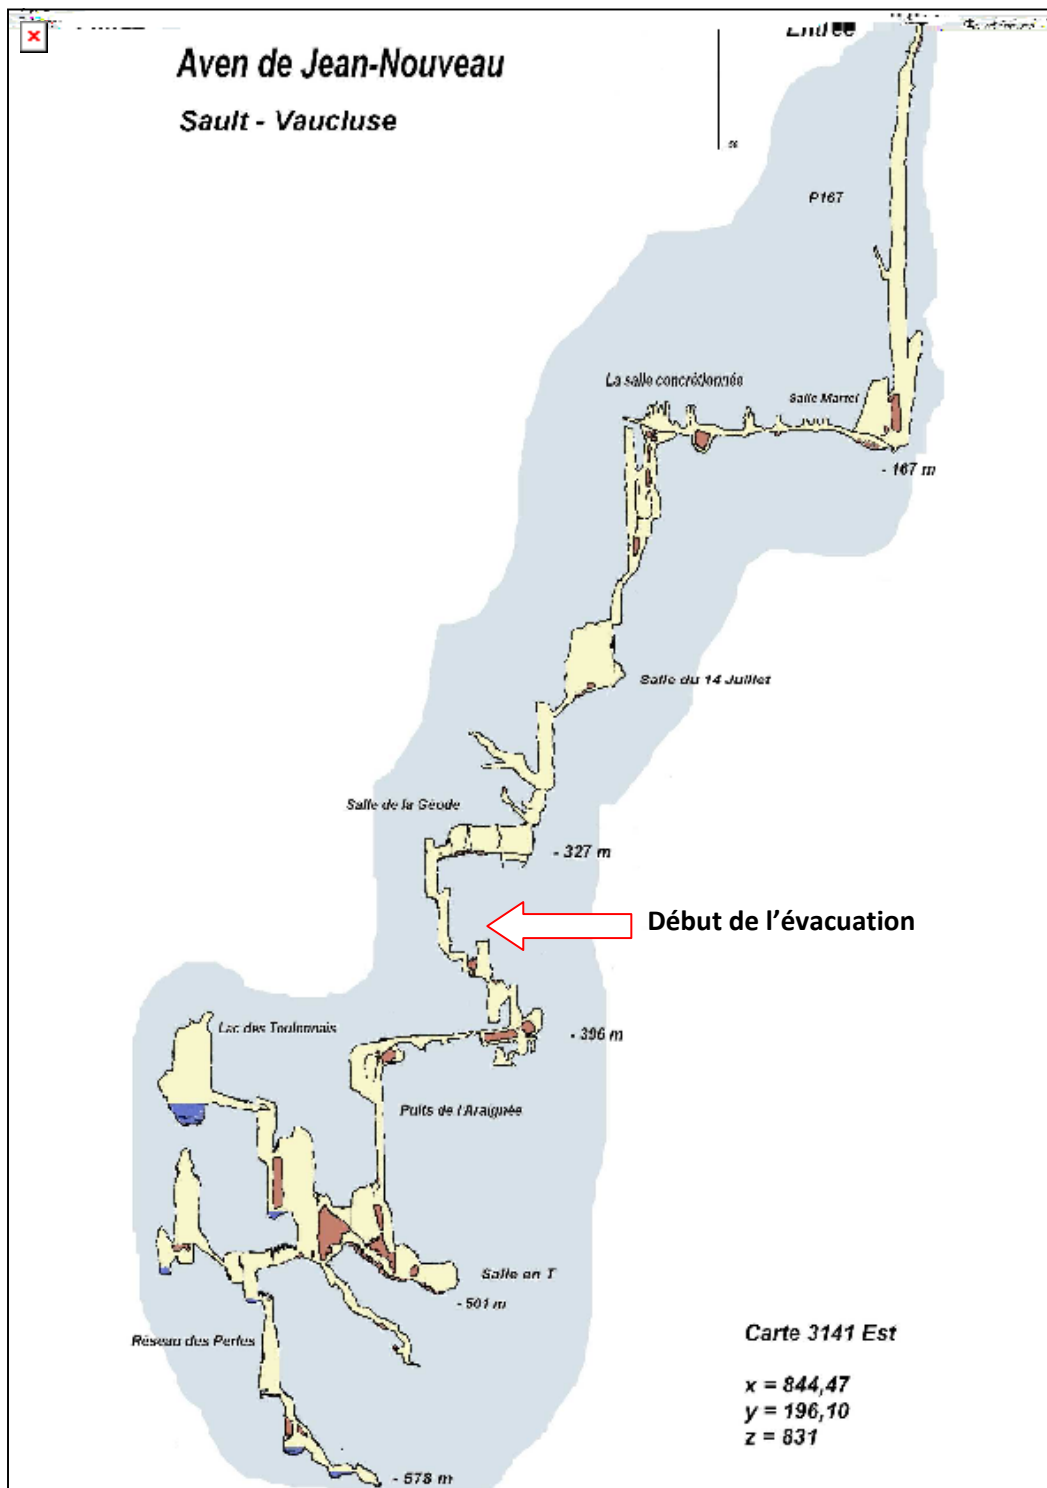 Aven de Jean-Nouveau
Sault - Vaucluse
Entrée
50
P167
La salle concrétionnée
Salle Martel
- 167 m
Salle du 14 Juillet
Salle de la Géode
- 327 m
Début de l'évacuation
Lac des Toulonnais
- 396 m
Puits de l'Araignée
Salle en T
- 501 m
Réseau des Perles
Carte 3141 Est
x = 844,47
y = 196,10
z = 831
- 578 m